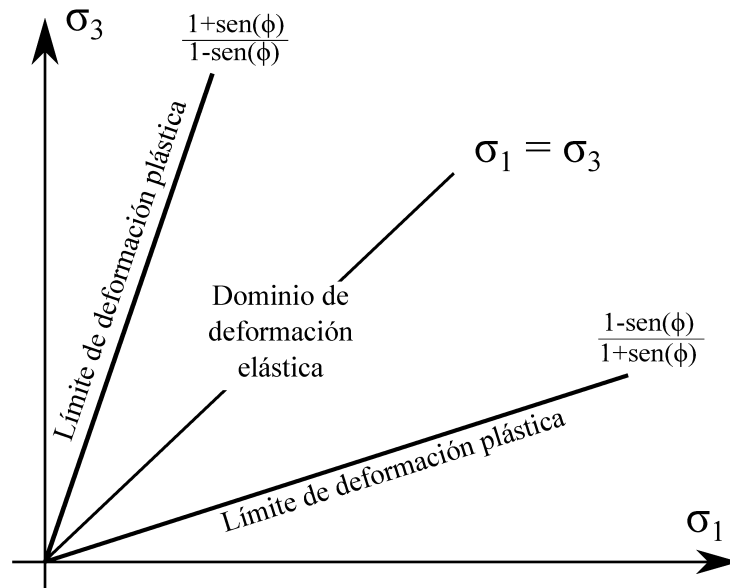 σ3
1+sen(ϕ)
1-sen(ϕ)
Límite de deformación plástica
σ1 = σ3
Dominio de
deformación
elástica
1-sen(ϕ)
1+sen(ϕ)
Límite de deformación plástica
σ1